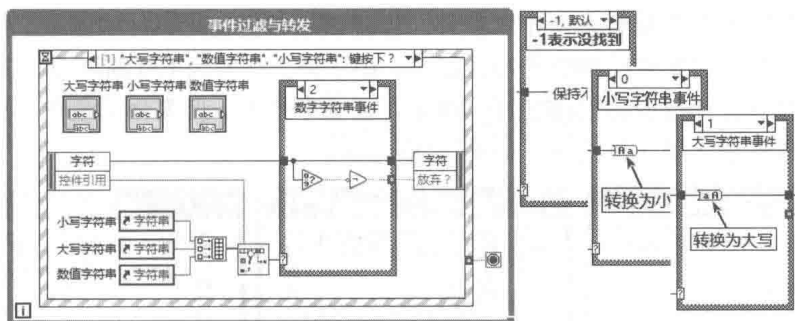 事件过滤与转发
[1] "大写字符串", "数值字符串", "小写字符串": 键按下？
大写字符串 小写字符串 数值字符串
abc
abc
abc
2
数字字符串事件
字符
控件引用
字符
放弃？
小写字符串
字符串
大写字符串
字符串
数值字符串
字符串
i
-1, 默认
-1表示没找到
保持
0
小写字符串事件
转换为小
1
大写字符串事件
转换为大写